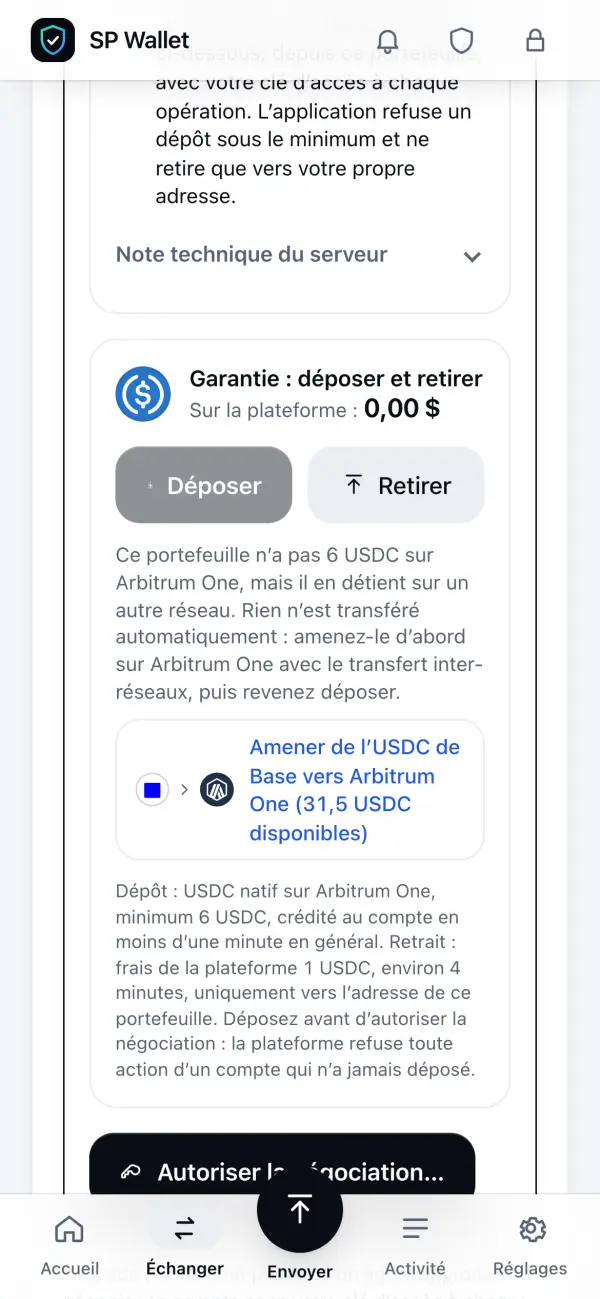 SP Wallet
ci-dessous, depuis ce portefeuille,
avec votre clé d’accès à chaque
opération. L’application refuse un
dépôt sous le minimum et ne
retire que vers votre propre
adresse.
Note technique du serveur
Garantie : déposer et retirer
Sur la plateforme : 0,00 $
Déposer
Retirer
Ce portefeuille n’a pas 6 USDC sur
Arbitrum One, mais il en détient sur un
autre réseau. Rien n’est transféré
automatiquement : amenez-le d’abord
sur Arbitrum One avec le transfert inter-
réseaux, puis revenez déposer.
Amener de l’USDC de
Base vers Arbitrum
One (31,5 USDC
disponibles)
Dépôt : USDC natif sur Arbitrum One,
minimum 6 USDC, crédité au compte en
moins d’une minute en général. Retrait :
frais de la plateforme 1 USDC, environ 4
minutes, uniquement vers l’adresse de ce
portefeuille. Déposez avant d’autoriser la
négociation : la plateforme refuse toute
action d’un compte qui n’a jamais déposé.
Autoriser la négociation...
Accueil
Échanger
Envoyer
Activité
Réglages